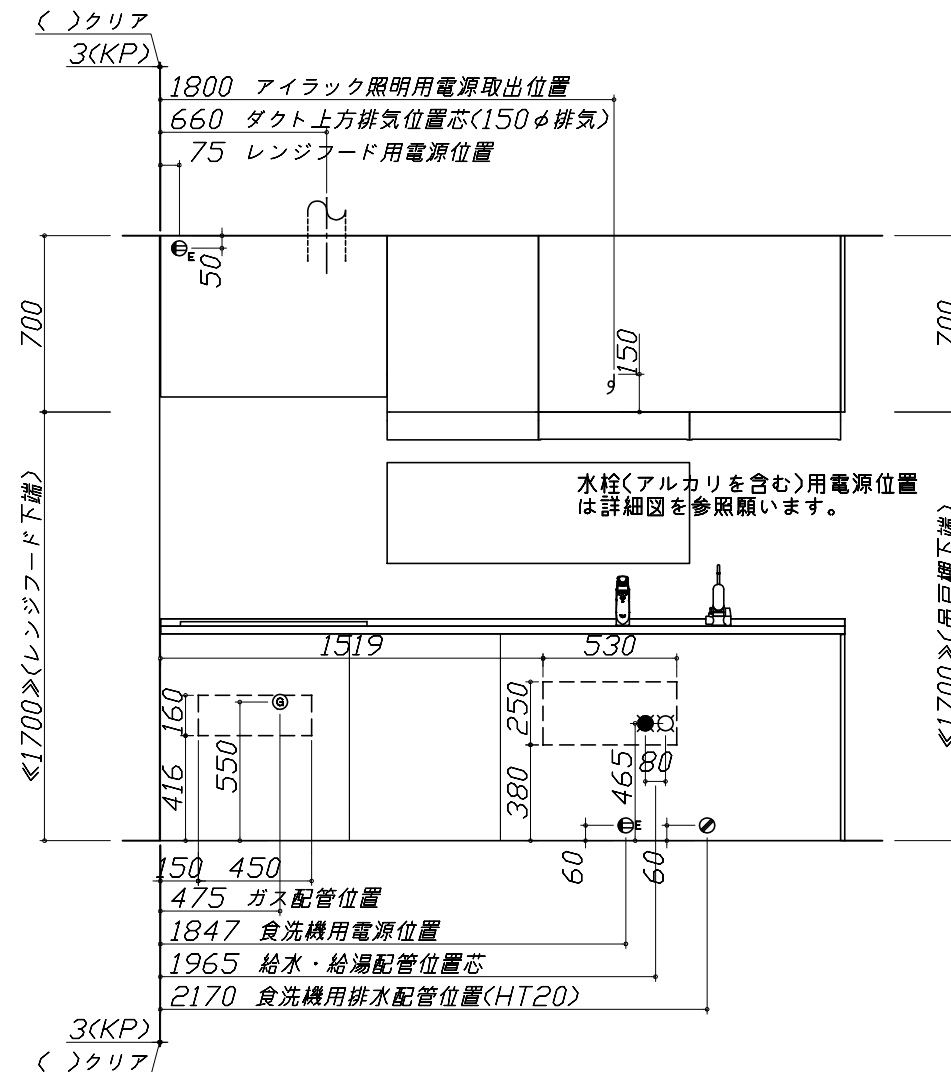 ( )クリア
3(KP)
1800 アイラック照明用電源取出位置
660 ダクト上方排気位置芯(150φ排気)
75 レンジフード用電源位置
E
50
700
700
150
≪1700≫(レンジフード下端)
水栓(アルカリを含む)用電源位置
は詳細図を参照願います。
≪1700≫(吊戸棚下端)
1519
530
160
G
250
416
550
380
465
80
E
60
60
150
450
475 ガス配管位置
1847 食洗機用電源位置
1965 給水・給湯配管位置芯
2170 食洗機用排水配管位置(HT20)
3(KP)
( )クリア